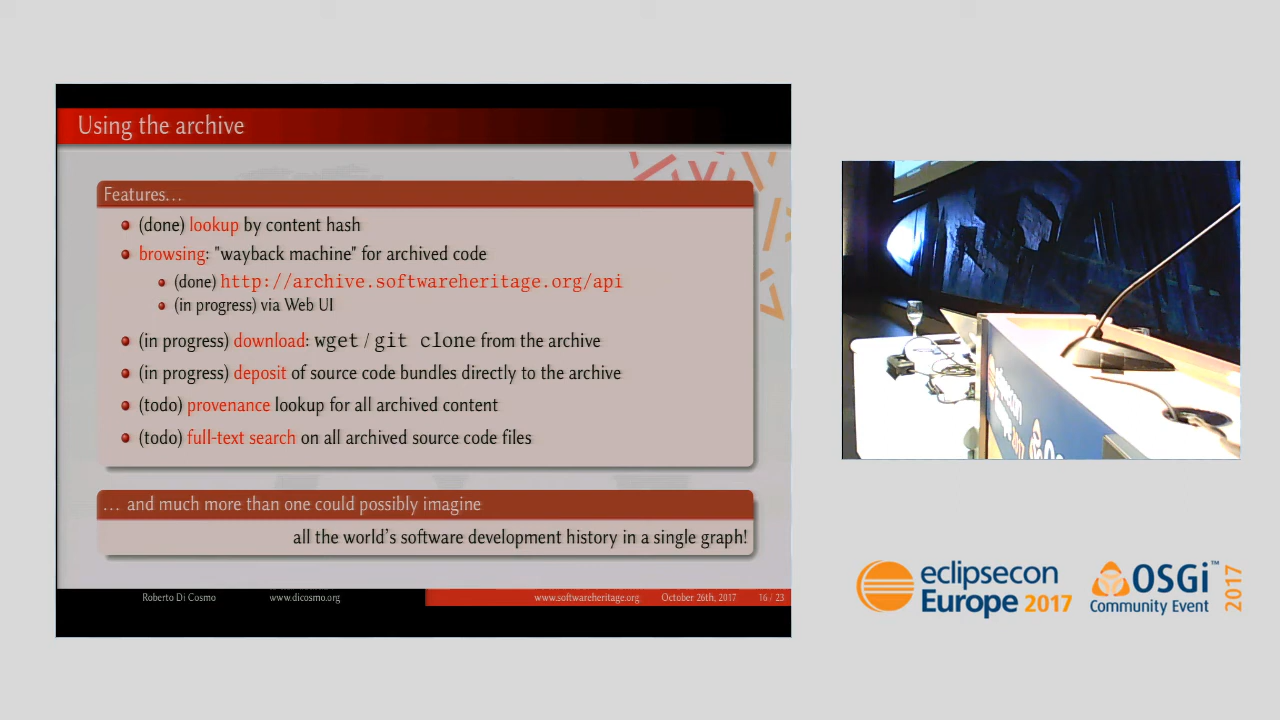 Using the archive
Features...
(done) lookup by content hash
browsing: "wayback machine" for archived code
(done) http://archive.softwareheritage.org/api
(in progress) via Web UI
(in progress) download: wget / git clone from the archive
(in progress) deposit of source code bundles directly to the archive
(todo) provenance lookup for all archived content
(todo) full-text search on all archived source code files
... and much more than one could possibly imagine
all the world's software development history in a single graph!
Roberto Di Cosmo www.dicosmo.org www.softwareheritage.org October 26th, 2017 16 / 23
eclipsecon
Europe 2017
OSGi™
Community Event
2017